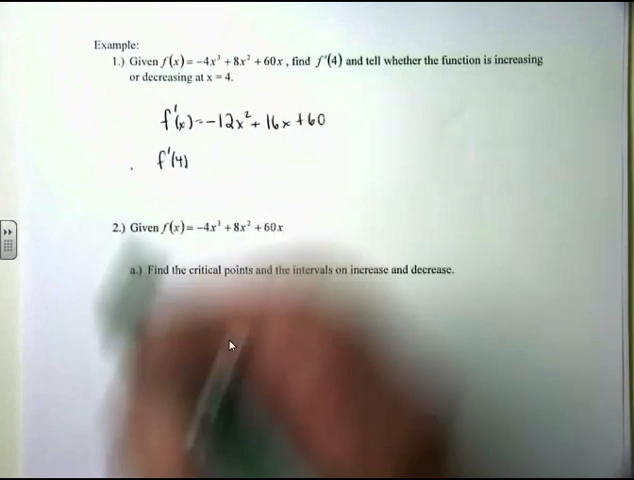 Example:
1.) Given f(x) = -4x³ + 8x² + 60x, find f'(4) and tell whether the function is increasing
or decreasing at x = 4.
f'(x) = -12x² + 16x + 60
f'(4)
2.) Given f(x) = -4x³ + 8x² + 60x
a.) Find the critical points and the intervals on increase and decrease.